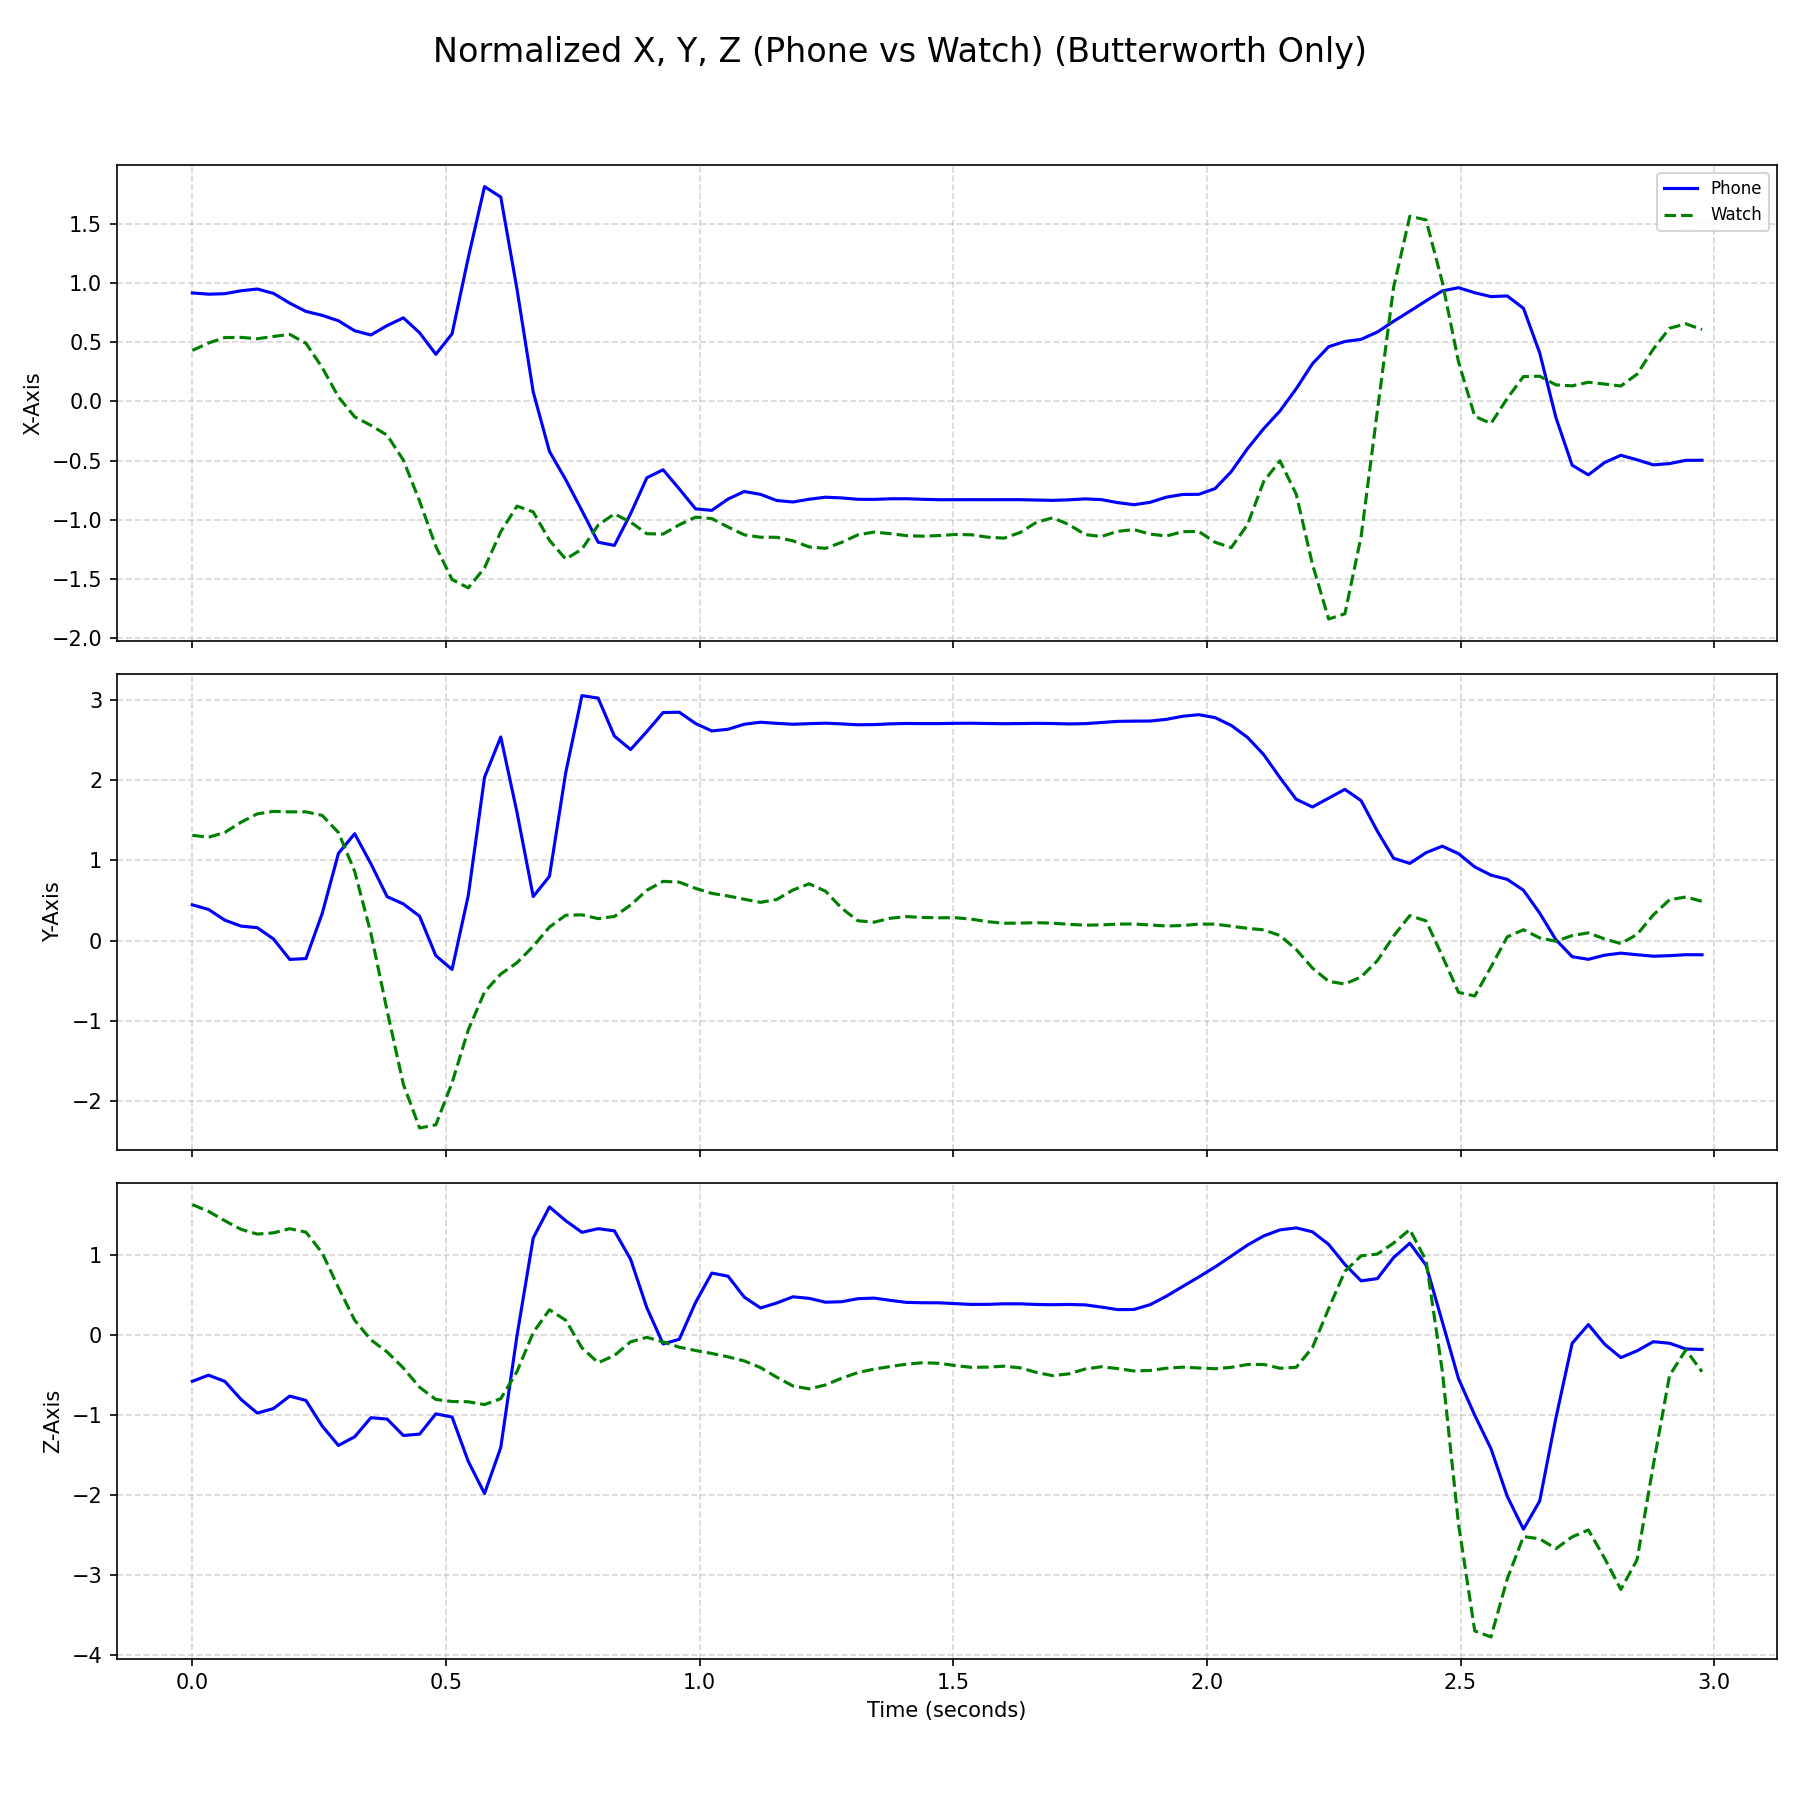 Normalized X, Y, Z (Phone vs Watch) (Butterworth Only)
Phone
Watch
1.5
1.0
0.5
0.0
−0.5
−1.0
−1.5
−2.0
X-Axis
3
2
1
0
−1
−2
Y-Axis
1
0
−1
−2
−3
−4
Z-Axis
0.0 0.5 1.0 1.5 2.0 2.5 3.0
Time (seconds)